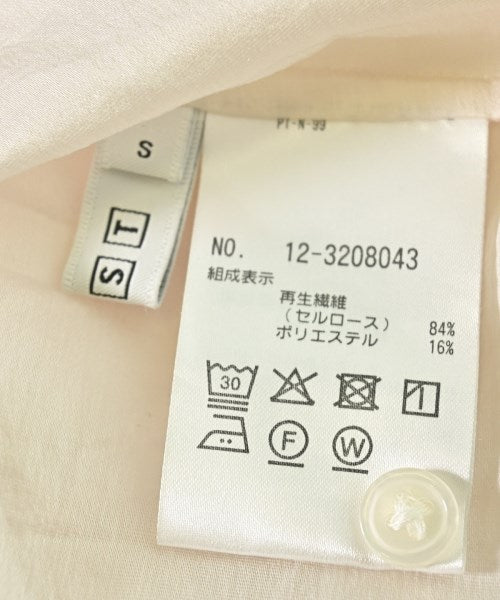 PT-N-99
S
T
S
NO. 12-3208043
組成表示
再生繊維
(セルロース) 84%
ポリエステル 16%
30
F
W